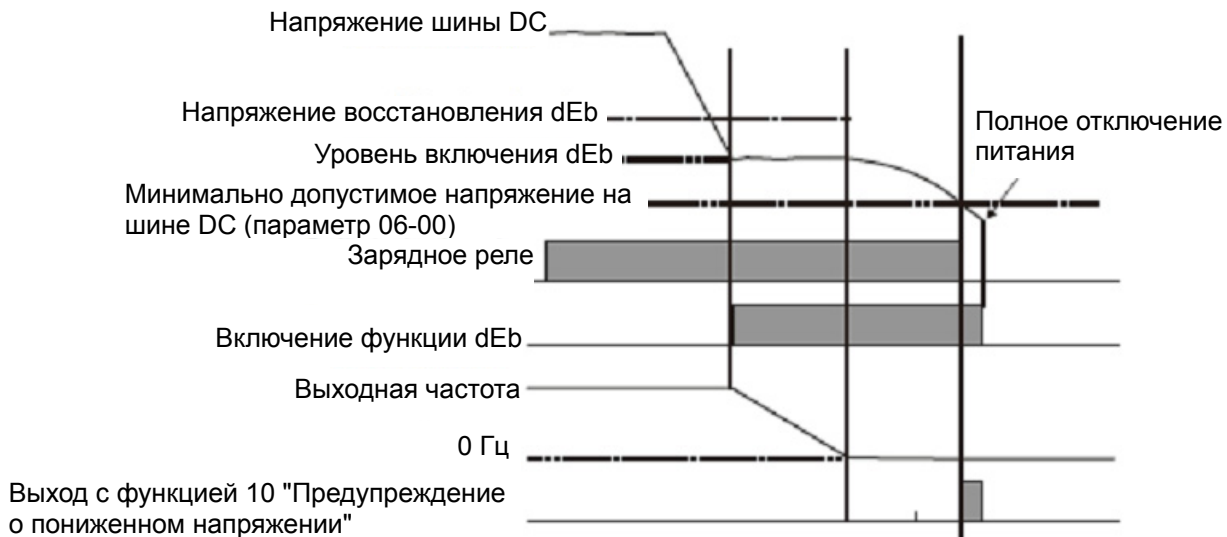 Напряжение шины DC
Напряжение восстановления dEb
Полное отключение
питания
Уровень включения dEb
Минимально допустимое напряжение на
шине DC (параметр 06-00)
Зарядное реле
Включение функции dEb
Выходная частота
0 Гц
Выход с функцией 10 "Предупреждение
о пониженном напряжении"